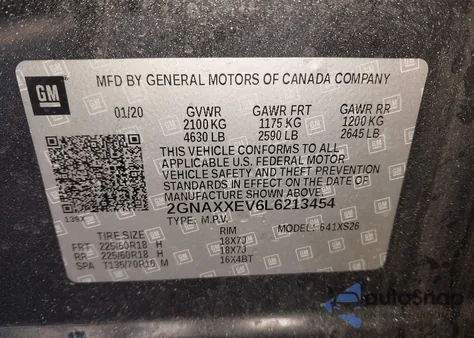 GM
MFD BY GENERAL MOTORS OF CANADA COMPANY
01/20 GVWR GAWR FRT GAWR RR
2100 KG 1175 KG 1200 KG
4630 LB 2590 LB 2645 LB
THIS VEHICLE CONFORMS TO ALL
APPLICABLE U.S. FEDERAL MOTOR
VEHICLE SAFETY AND THEFT PREVENTION
STANDARDS IN EFFECT ON THE DATE OF
MANUFACTURE SHOWN ABOVE.
2GNAXXEV6L6213454
TYPE: M.P.V. MODEL: 641XS26
TIRE SIZE RIM
FRT 225/60R18 H 18X7J
RR 225/60R18 H 18X7J
SPA T135/70R16 M 16X4BT
autoSnap